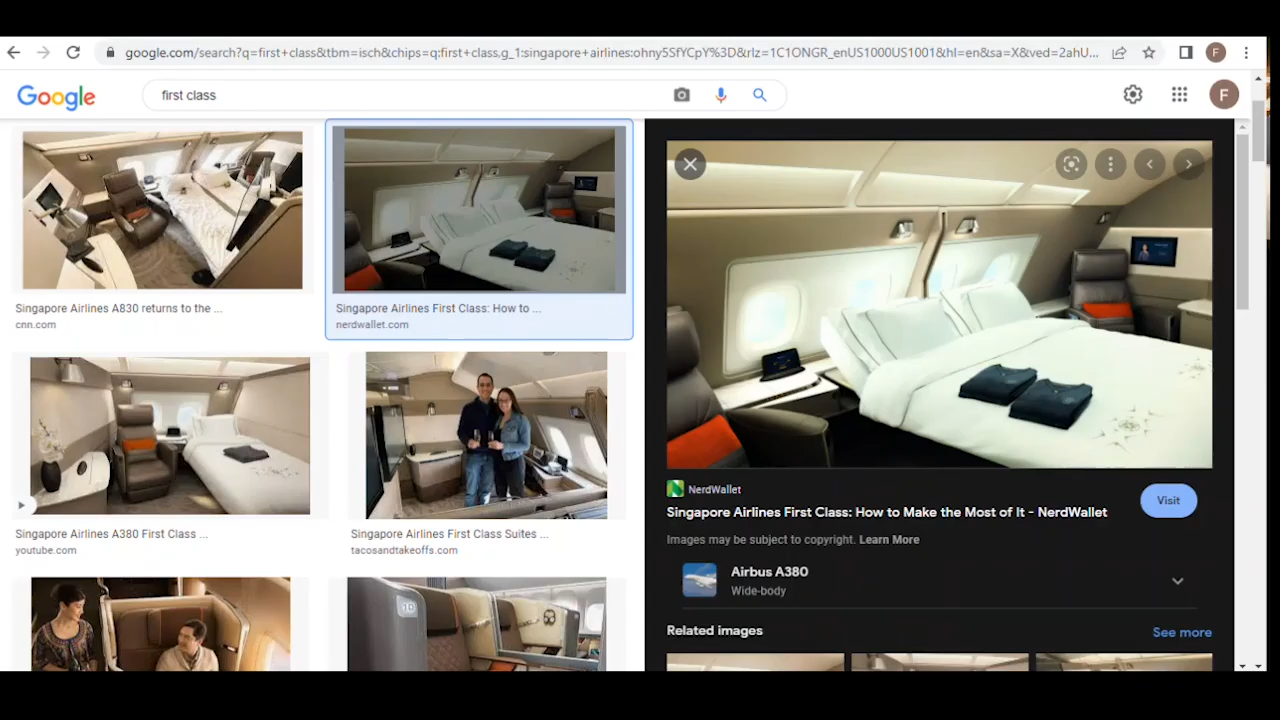 google.com/search?q=first+class&tbm=isch&chips=q:first+class,g_1:singapore+airlines:ohny5SfYCpY%3D&rlz=1C1ONGR_enUS1000US1001&hl=en&sa=X&ved=2ahU...
F
Google
first class
F
Singapore Airlines A830 returns to the ...
cnn.com
Singapore Airlines First Class: How to ...
nerdwallet.com
Singapore Airlines A380 First Class ...
youtube.com
Singapore Airlines First Class Suites ...
tacosandtakeoffs.com
NerdWallet
Singapore Airlines First Class: How to Make the Most of It - NerdWallet
Visit
Images may be subject to copyright. Learn More
Airbus A380
Wide-body
Related images
See more